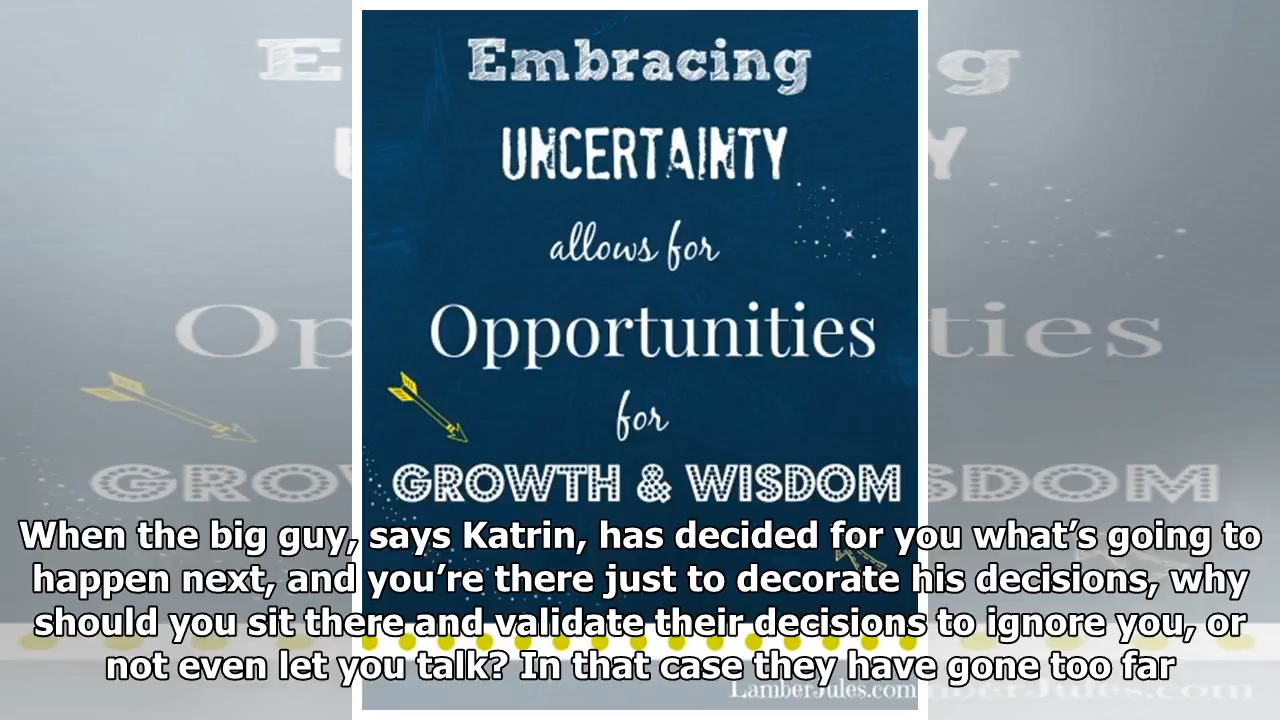 Embracing
UNCERTAINTY
allows for
Opportunities
for
GROWTH & WISDOM
When the big guy, says Katrin, has decided for you what’s going to
happen next, and you’re there just to decorate his decisions, why
should you sit there and validate their decisions to ignore you, or
not even let you talk? In that case they have gone too far
LamberJules.com